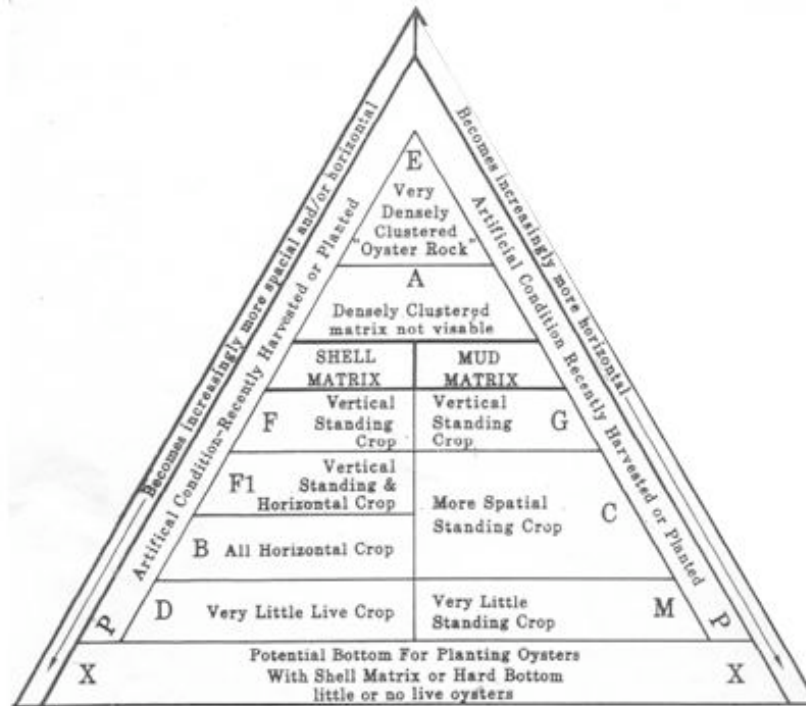 Becomes increasingly more spacial and/or horizontal
Artifical Condition-Recently Harvested or Planted
Becomes increasingly more horizontal
Artificial Condition Recently Harvested or Planted
E
Very
Densely
Clustered
"Oyster Rock"
A
Densely Clustered
matrix not visable
SHELL
MATRIX
MUD
MATRIX
F
Vertical
Standing
Crop
Vertical
Standing
Crop
G
F1
Vertical
Standing &
Horizontal Crop
More Spatial
Standing Crop
C
B All Horizontal Crop
D Very Little Live Crop
Very Little
Standing Crop
M
P
P
X
Potential Bottom For Planting Oysters
With Shell Matrix or Hard Bottom
little or no live oysters
X